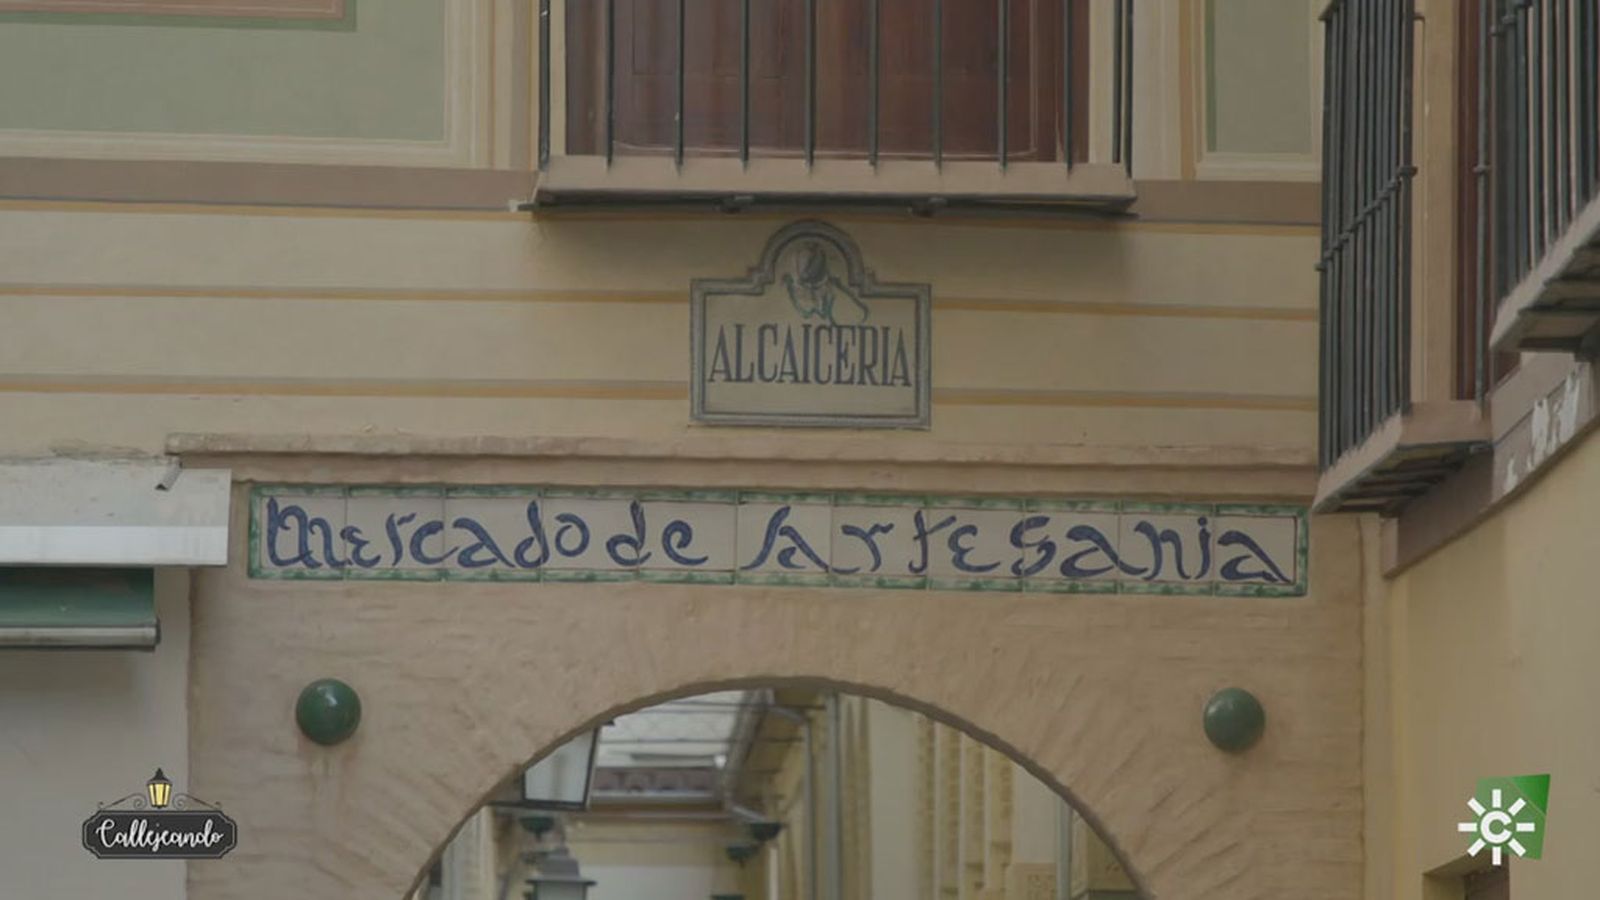 ALCAICERIA
Mercado de Artesania
Callejeando
C